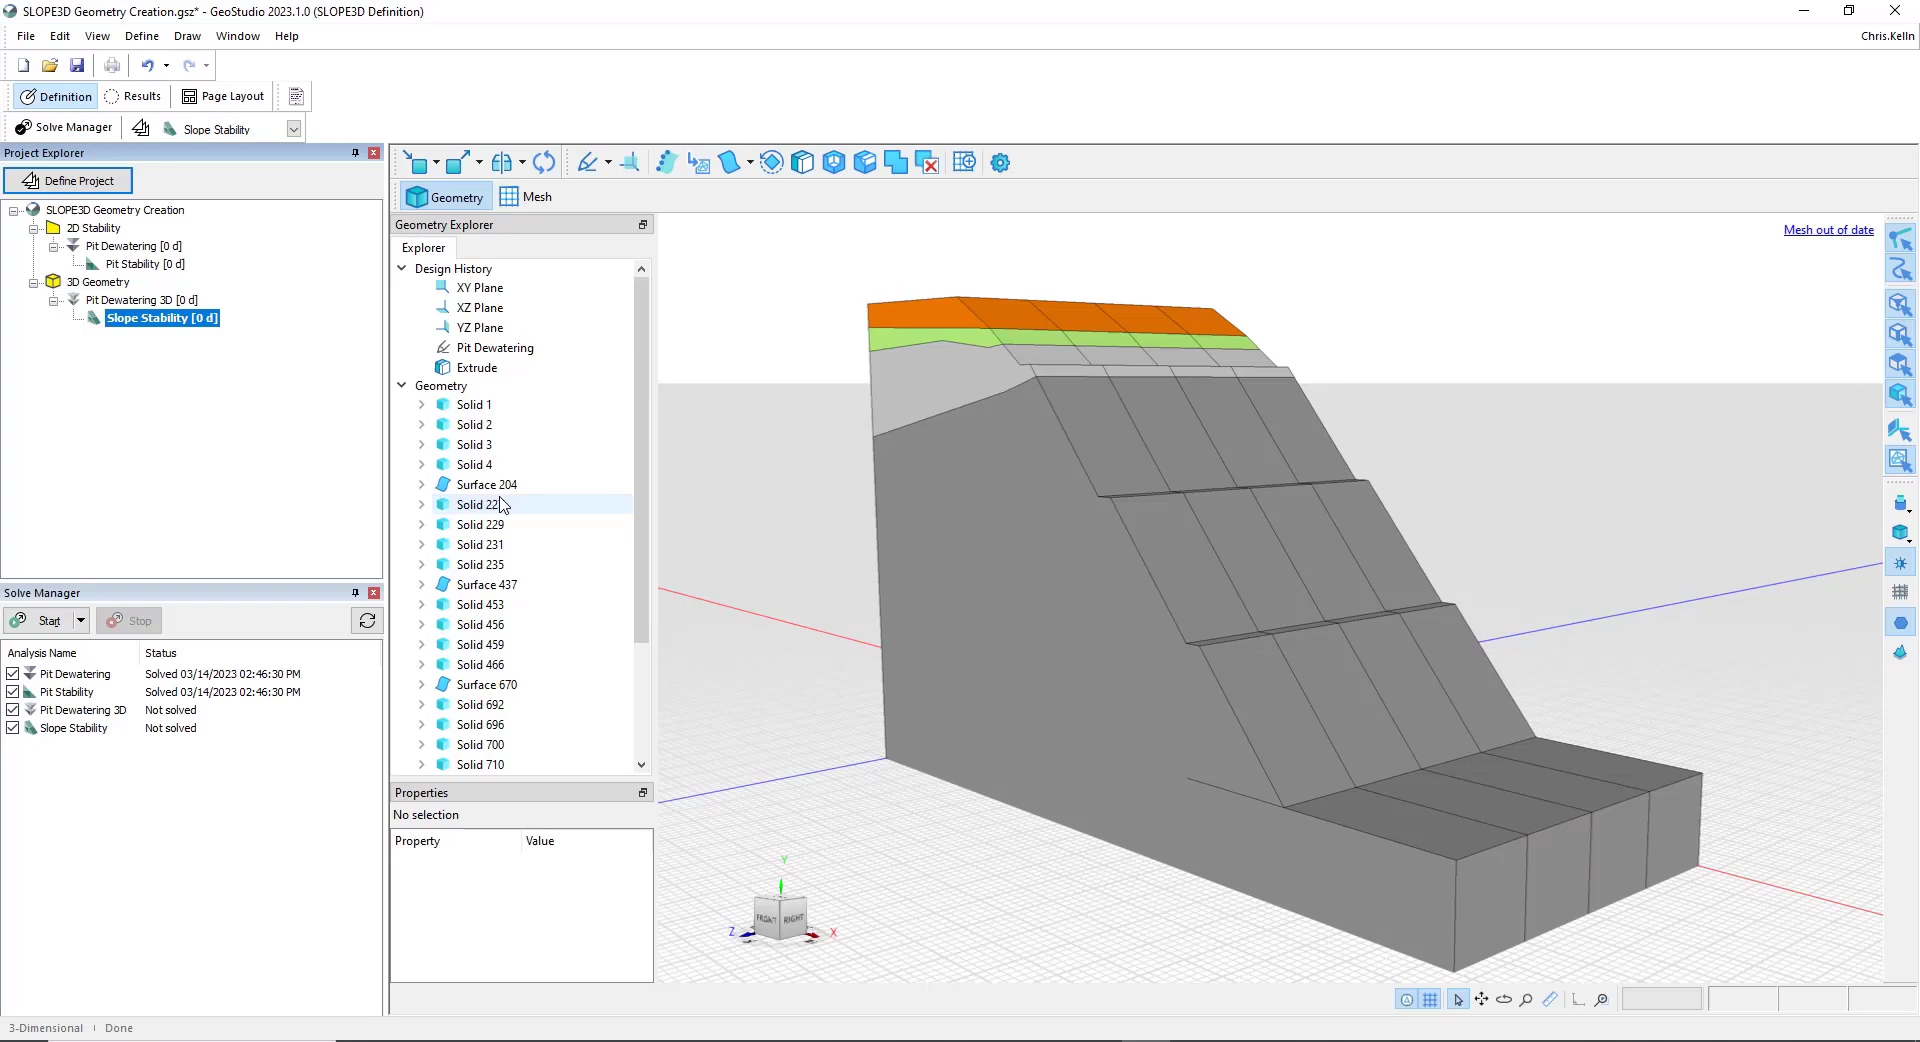 SLOPE3D Geometry Creation.gsz* - GeoStudio 2023.1.0 (SLOPE3D Definition)
File Edit View Define Draw Window Help
Chris.Kelln
Definition Results Page Layout
Solve Manager Slope Stability
Project Explorer
Define Project
SLOPE3D Geometry Creation
2D Stability
Pit Dewatering [0 d]
Pit Stability [0 d]
3D Geometry
Pit Dewatering 3D [0 d]
Slope Stability [0 d]
Solve Manager
Start Stop
Analysis Name Status
Pit Dewatering Solved 03/14/2023 02:46:30 PM
Pit Stability Solved 03/14/2023 02:46:30 PM
Pit Dewatering 3D Not solved
Slope Stability Not solved
Geometry Mesh
Geometry Explorer
Explorer
Design History
XY Plane
XZ Plane
YZ Plane
Pit Dewatering
Extrude
Geometry
Solid 1
Solid 2
Solid 3
Solid 4
Surface 204
Solid 22
Solid 229
Solid 231
Solid 235
Surface 437
Solid 453
Solid 456
Solid 459
Solid 466
Surface 670
Solid 692
Solid 696
Solid 700
Solid 710
Properties
No selection
Property Value
Mesh out of date
Y
FRONT RIGHT
Z X
3-Dimensional Done